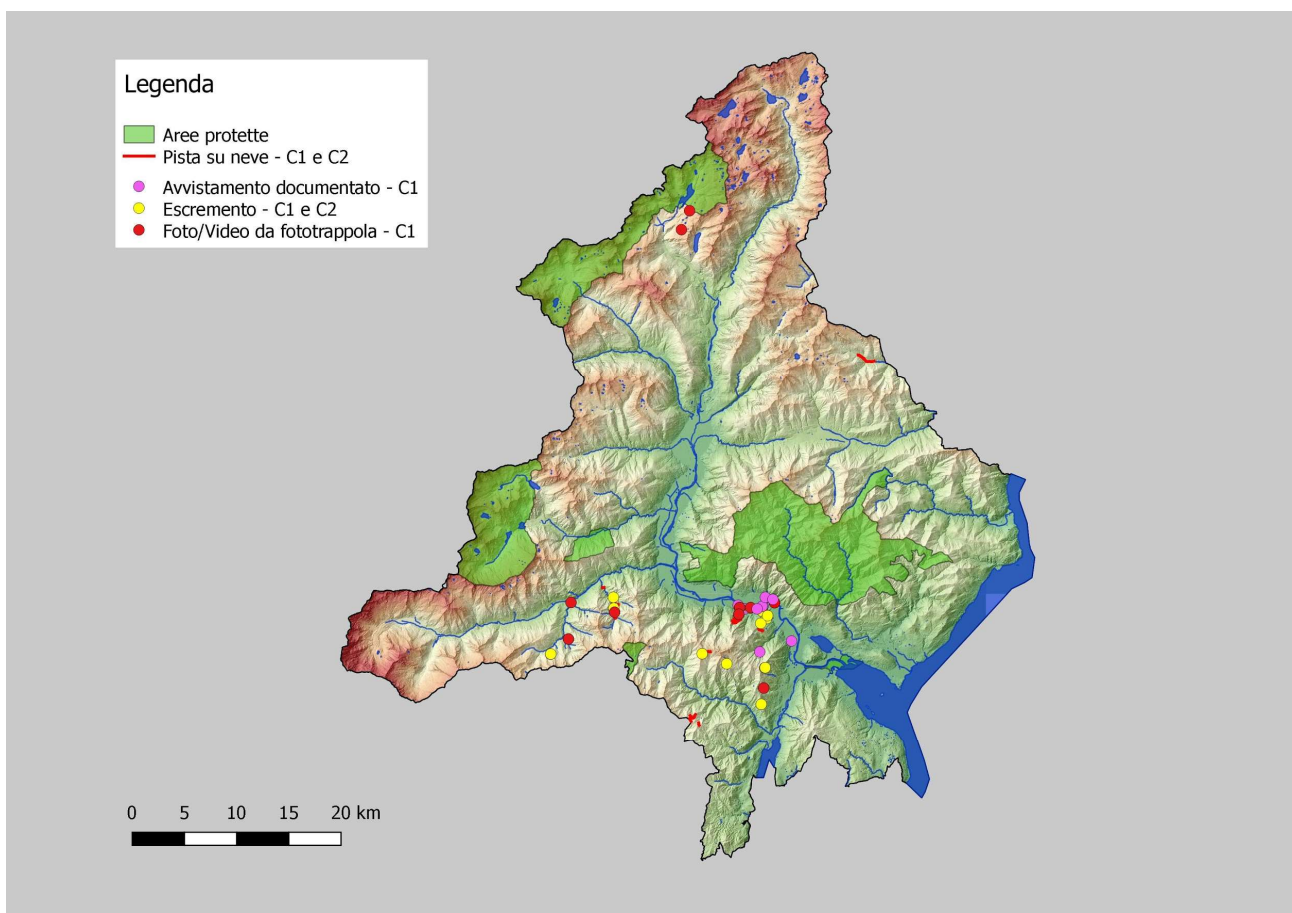 Legenda
Aree protette
Pista su neve - C1 e C2
Avvistamento documentato - C1
Escremento - C1 e C2
Foto/Video da fototrappola - C1
0 5 10 15 20 km